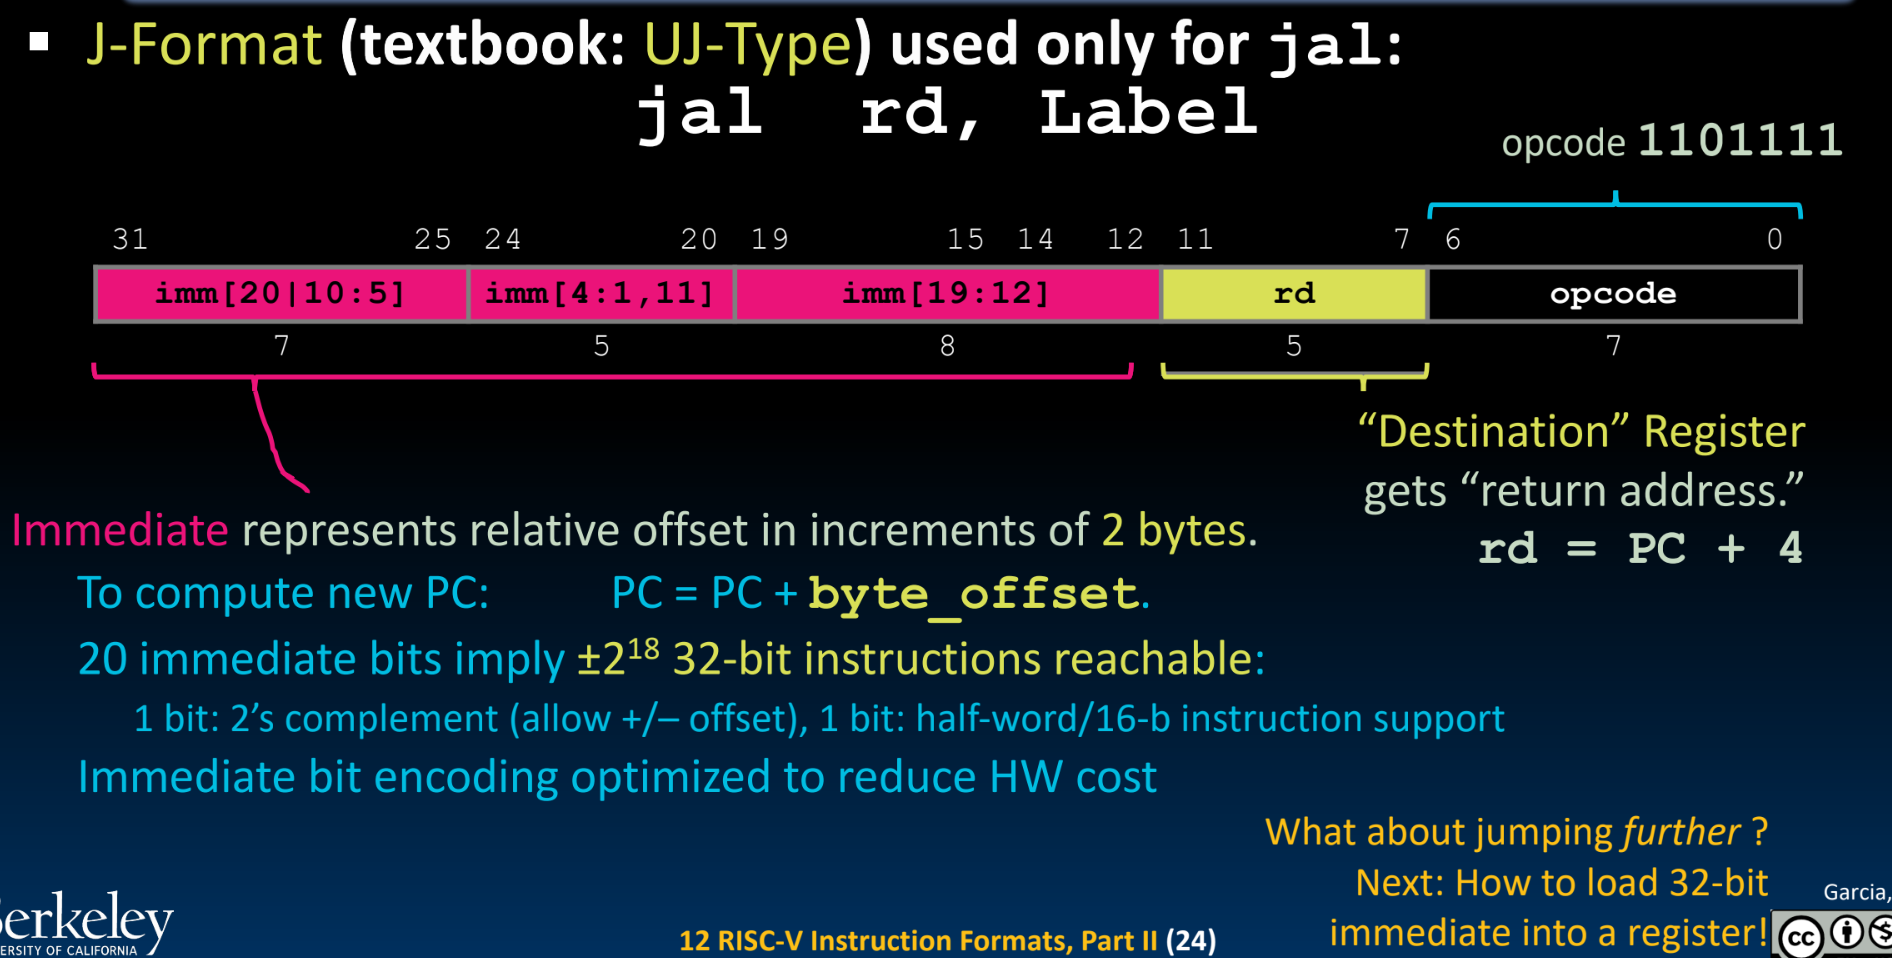 ▪ J-Format (textbook: UJ-Type) used only for jal:
jal rd, Label
opcode 1101111
31 25 24 20 19 15 14 12 11 7 6 0
imm[20|10:5] imm[4:1,11] imm[19:12] rd opcode
7 5 8 5 7
“Destination” Register
gets “return address.”
rd = PC + 4
Immediate represents relative offset in increments of 2 bytes.
To compute new PC: PC = PC + byte_offset.
20 immediate bits imply ±2¹⁸ 32-bit instructions reachable:
1 bit: 2’s complement (allow +/– offset), 1 bit: half-word/16-b instruction support
Immediate bit encoding optimized to reduce HW cost
What about jumping further ?
Next: How to load 32-bit
immediate into a register!
Berkeley
UNIVERSITY OF CALIFORNIA
12 RISC-V Instruction Formats, Part II (24)
Garcia,
cc